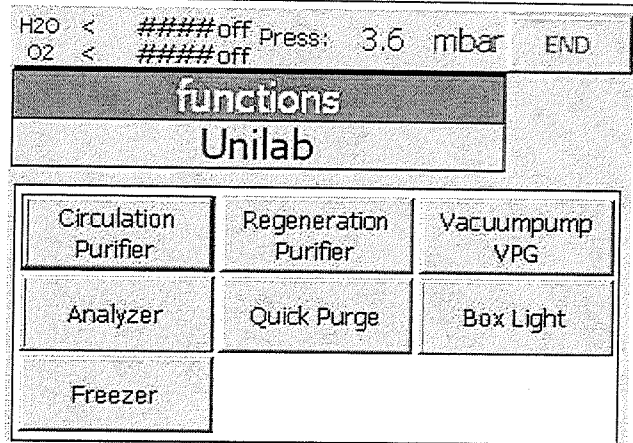 H2O < ####off Press: 3.6 mbar END
O2 < ####off
functions
Unilab
Circulation Purifier
Regeneration Purifier
Vacuumpump VPG
Analyzer
Quick Purge
Box Light
Freezer